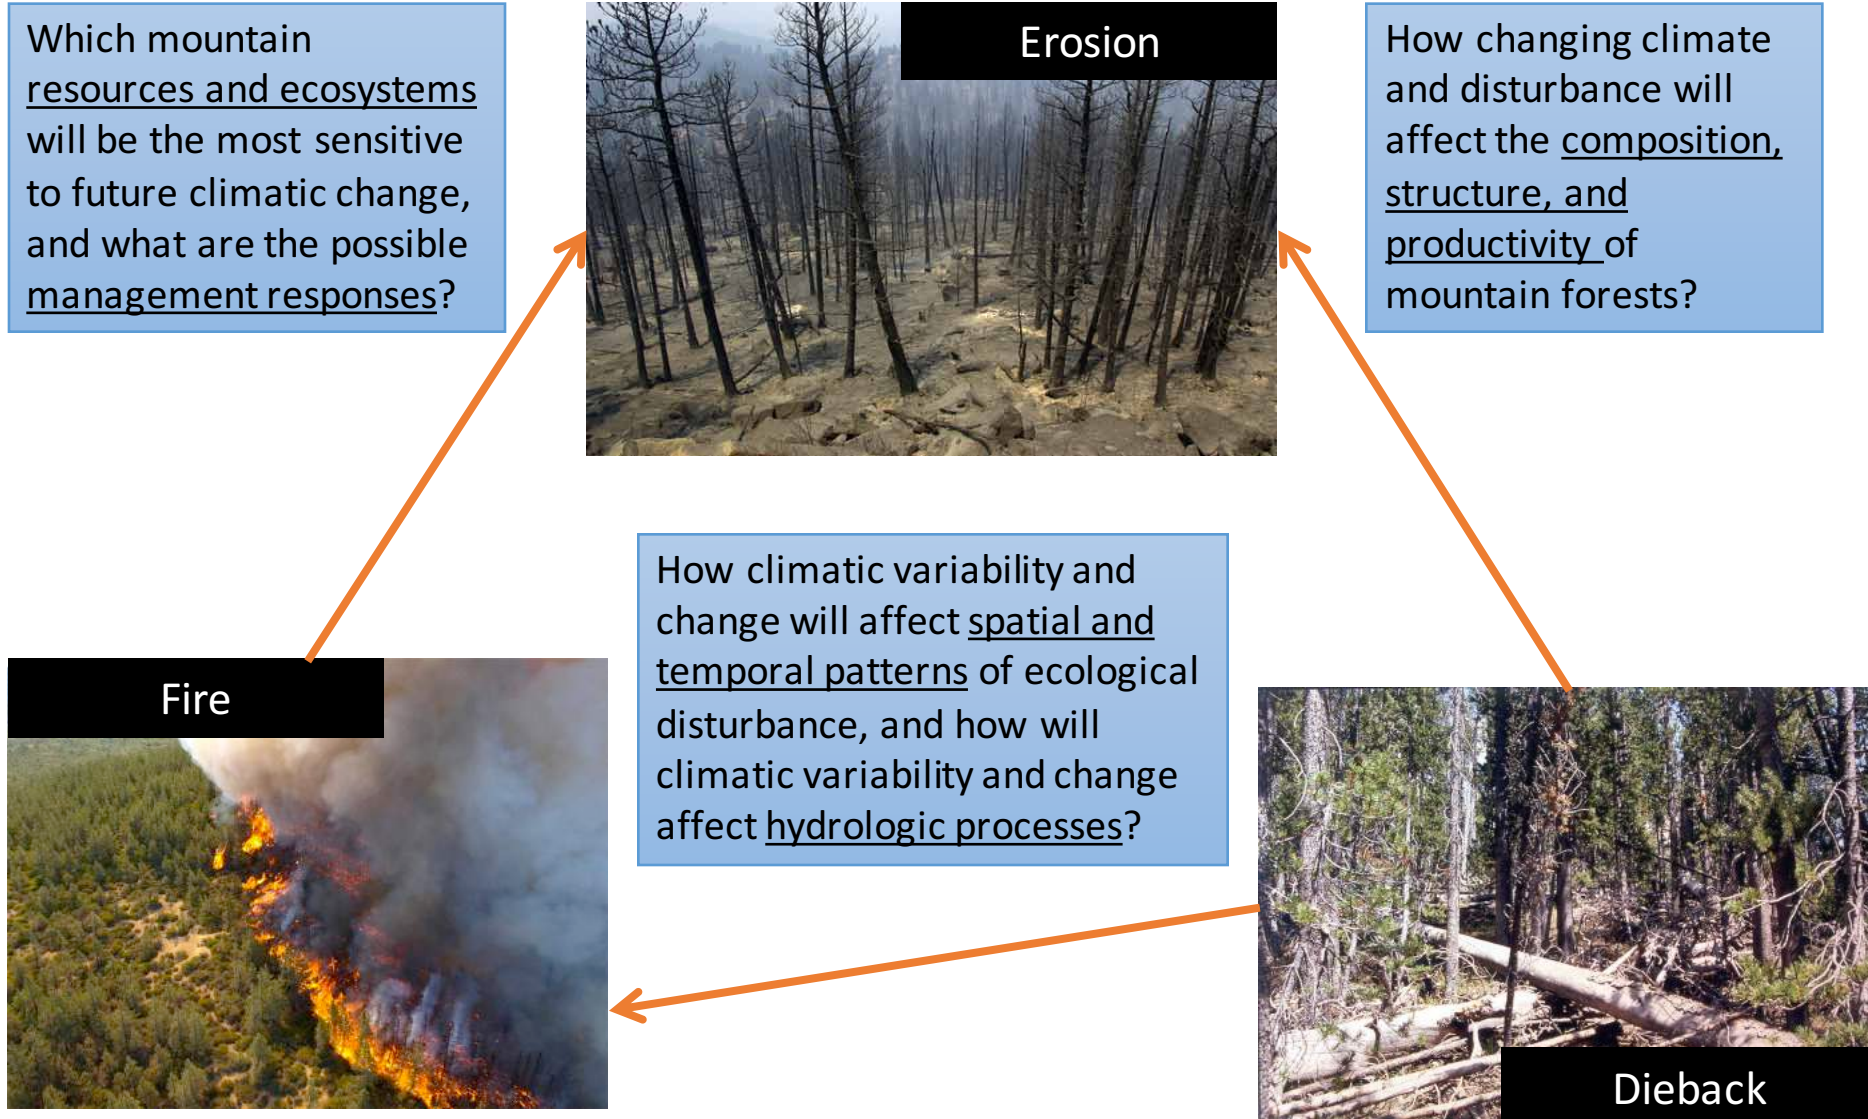 Which mountain
resources and ecosystems
will be the most sensitive
to future climatic change,
and what are the possible
management responses?
Erosion
How changing climate
and disturbance will
affect the composition,
structure, and
productivity of
mountain forests?
How climatic variability and
change will affect spatial and
temporal patterns of ecological
disturbance, and how will
climatic variability and change
affect hydrologic processes?
Fire
Dieback